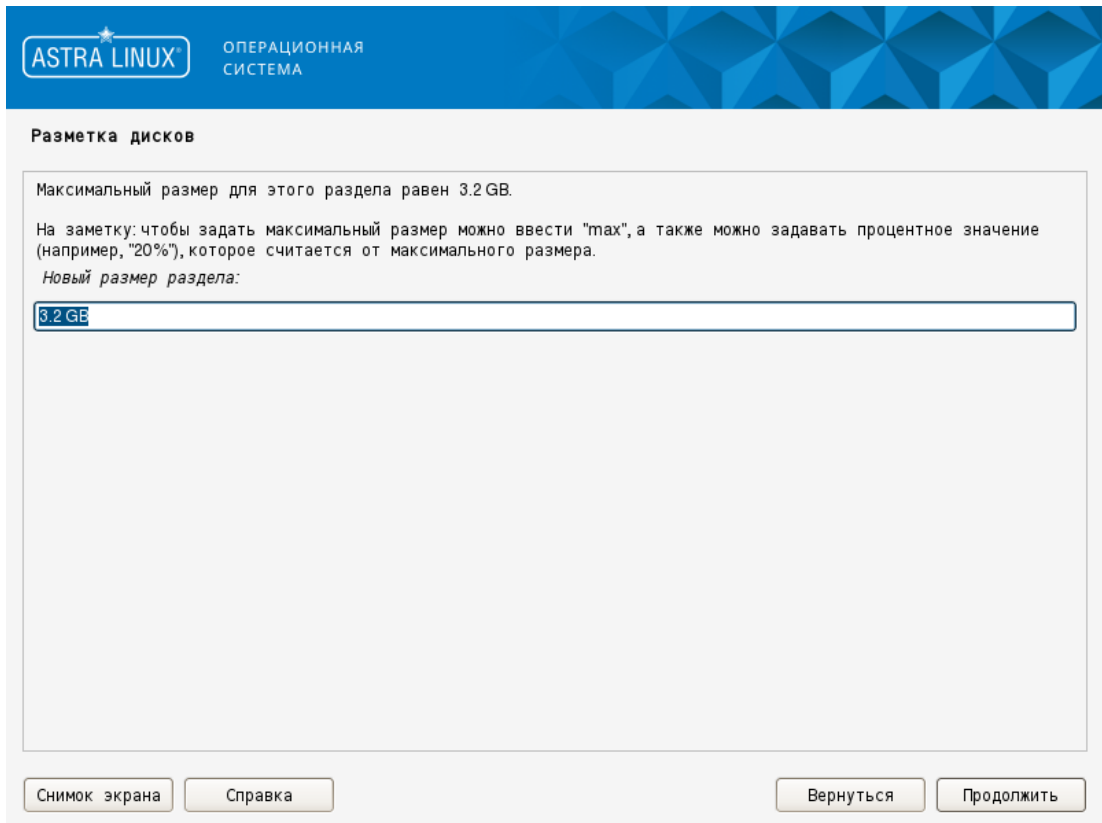 ASTRA LINUX®
ОПЕРАЦИОННАЯ
СИСТЕМА
Разметка дисков
Максимальный размер для этого раздела равен 3.2 GB.
На заметку: чтобы задать максимальный размер можно ввести "max", а также можно задавать процентное значение
(например, "20%"), которое считается от максимального размера.
Новый размер раздела:
3.2 GB
Снимок экрана
Справка
Вернуться
Продолжить